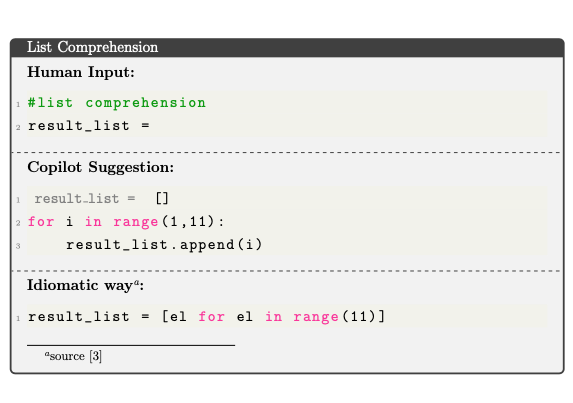 List Comprehension
Human Input:
1 #list comprehension
2 result_list =
Copilot Suggestion:
1 result_list = []
2 for i in range(1,11):
3     result_list.append(i)
Idiomatic way^a:
1 result_list = [el for el in range(11)]
^a source [3]